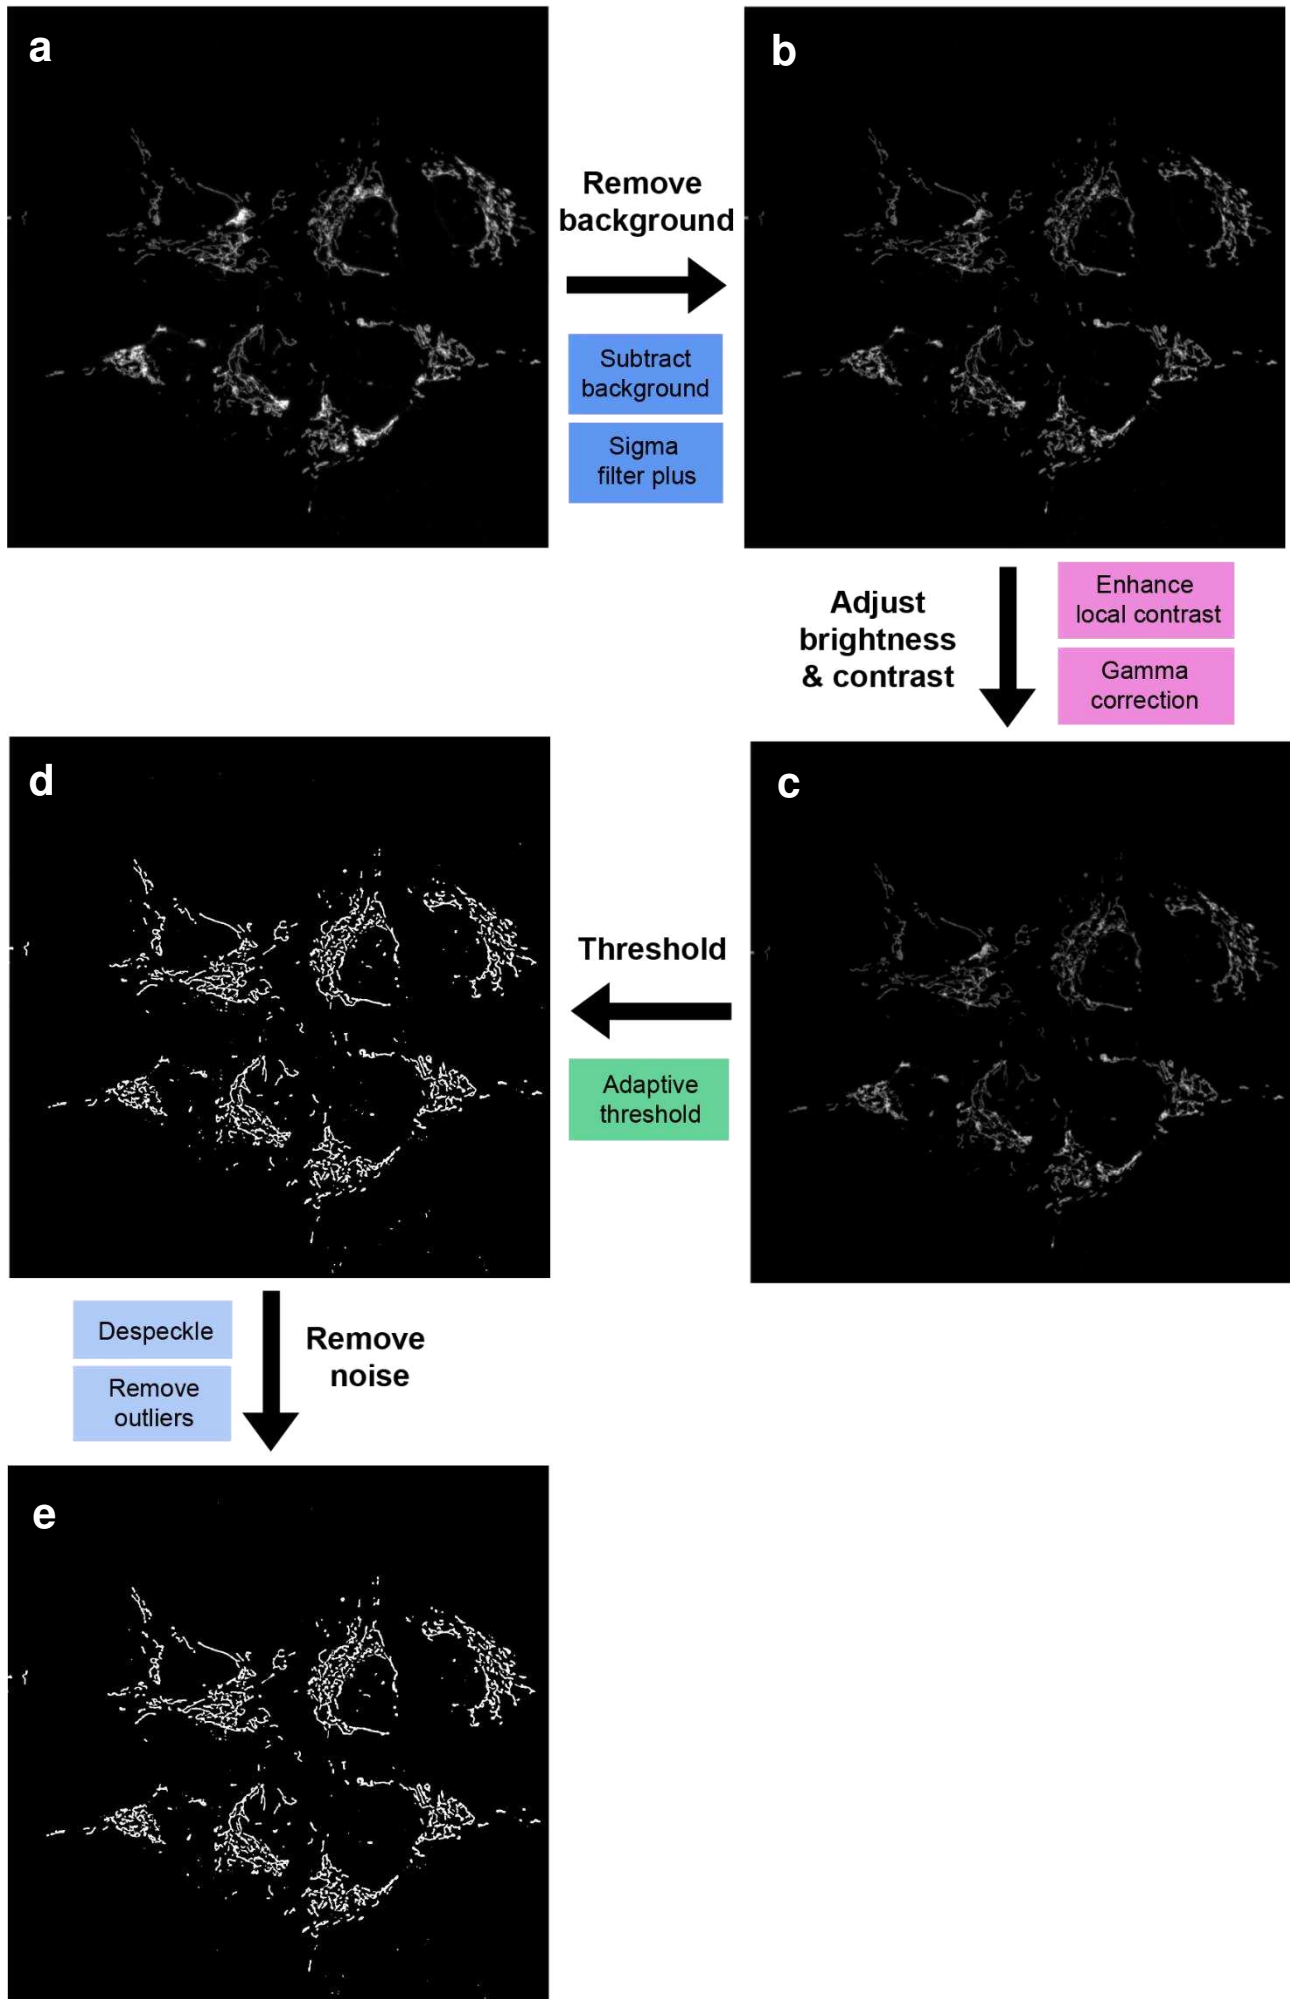 a
b
Remove
background
Subtract
background
Sigma
filter plus
Adjust
brightness
& contrast
Enhance
local contrast
Gamma
correction
c
d
Threshold
Adaptive
threshold
Despeckle
Remove
outliers
Remove
noise
e